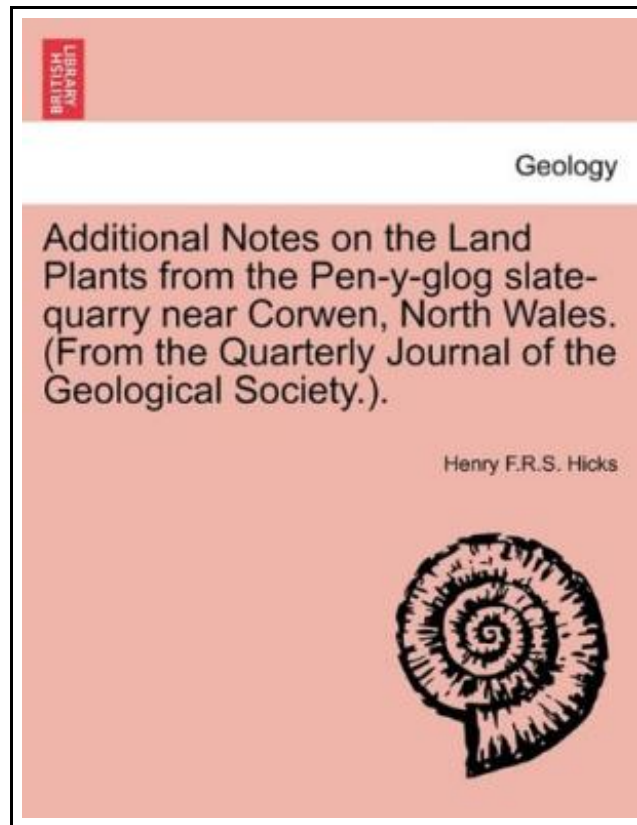 BRITISH
LIBRARY
Geology
Additional Notes on the Land
Plants from the Pen-y-glog slate-
quarry near Corwen, North Wales.
(From the Quarterly Journal of the
Geological Society.).
Henry F.R.S. Hicks